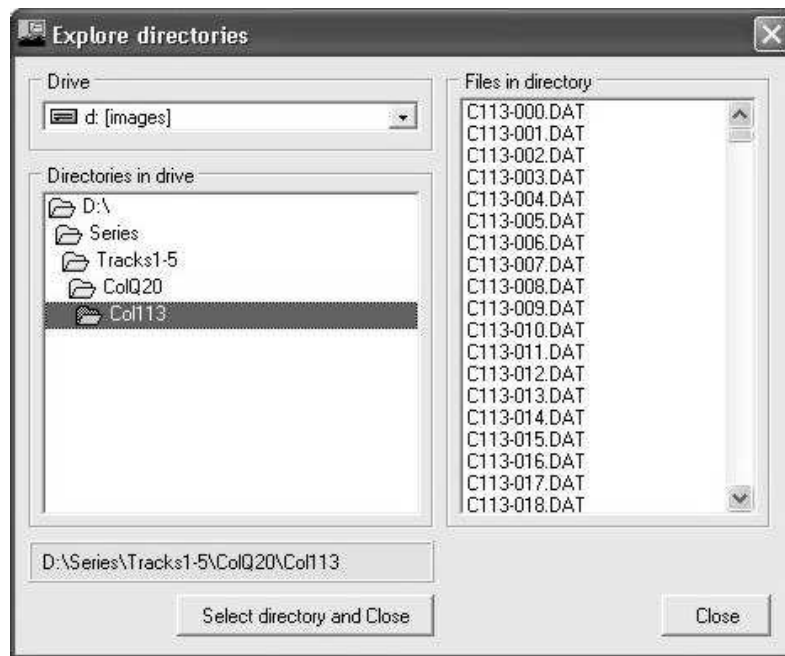 Explore directories
Drive
d: [images]
Directories in drive
D:\
Series
Tracks1-5
ColQ20
Col113
Files in directory
C113-000.DAT
C113-001.DAT
C113-002.DAT
C113-003.DAT
C113-004.DAT
C113-005.DAT
C113-006.DAT
C113-007.DAT
C113-008.DAT
C113-009.DAT
C113-010.DAT
C113-011.DAT
C113-012.DAT
C113-013.DAT
C113-014.DAT
C113-015.DAT
C113-016.DAT
C113-017.DAT
C113-018.DAT
D:\Series\Tracks1-5\ColQ20\Col113
Select directory and Close
Close